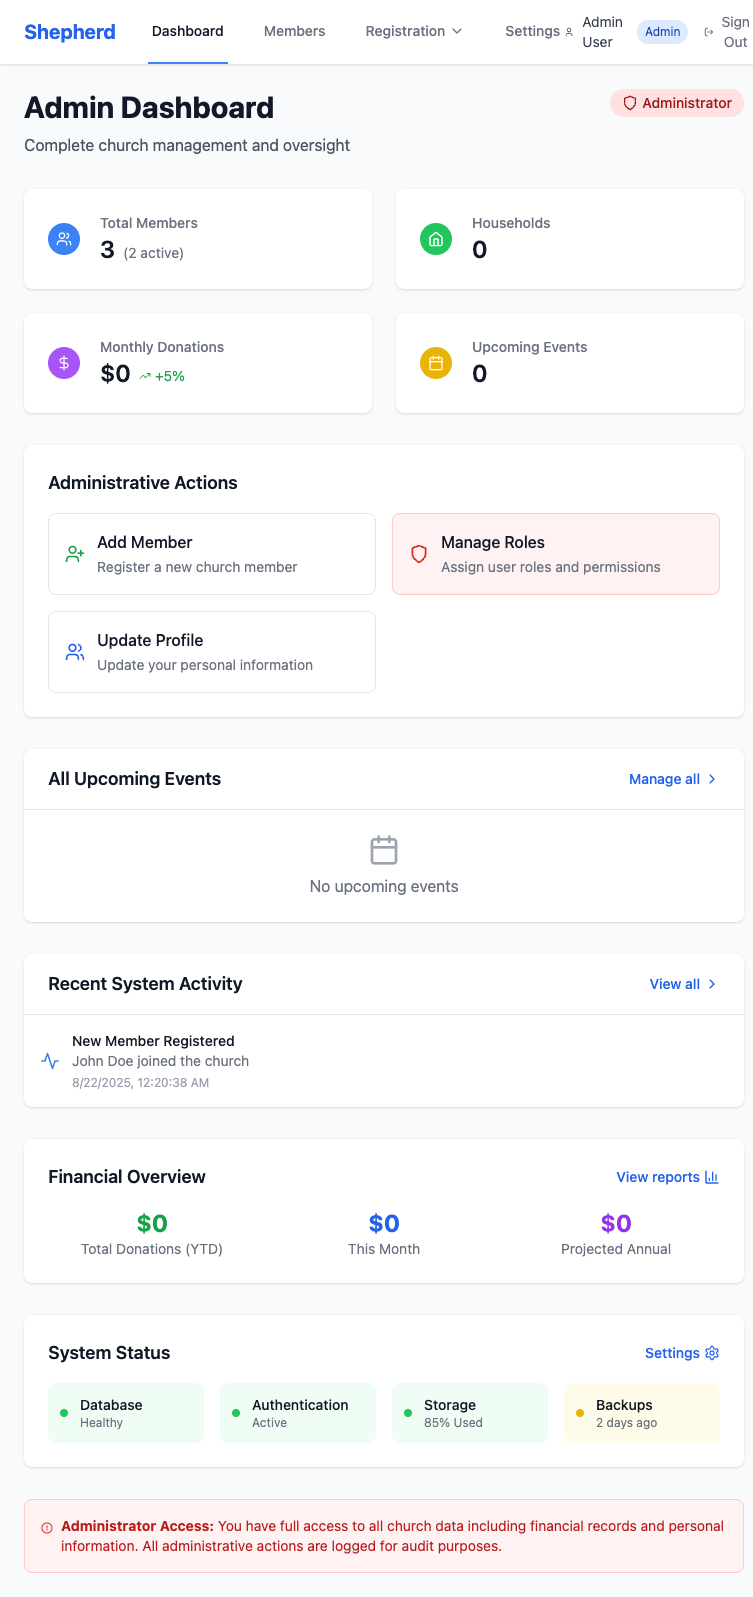 Shepherd
Dashboard
Members
Registration
Settings
Admin
User
Admin
Sign
Out
Admin Dashboard
Administrator
Complete church management and oversight
Total Members
3 (2 active)
Households
0
Monthly Donations
$0 +5%
Upcoming Events
0
Administrative Actions
Add Member
Register a new church member
Manage Roles
Assign user roles and permissions
Update Profile
Update your personal information
All Upcoming Events
Manage all
No upcoming events
Recent System Activity
View all
New Member Registered
John Doe joined the church
8/22/2025, 12:20:38 AM
Financial Overview
View reports
$0
Total Donations (YTD)
$0
This Month
$0
Projected Annual
System Status
Settings
Database
Healthy
Authentication
Active
Storage
85% Used
Backups
2 days ago
Administrator Access: You have full access to all church data including financial records and personal
information. All administrative actions are logged for audit purposes.